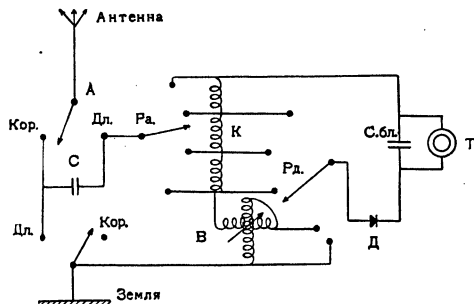 Антенна
А
Кор.
Дл.
Ра.
К
С
С.бл.
Т
Рд.
Дл.
Кор.
В
Д
Земля